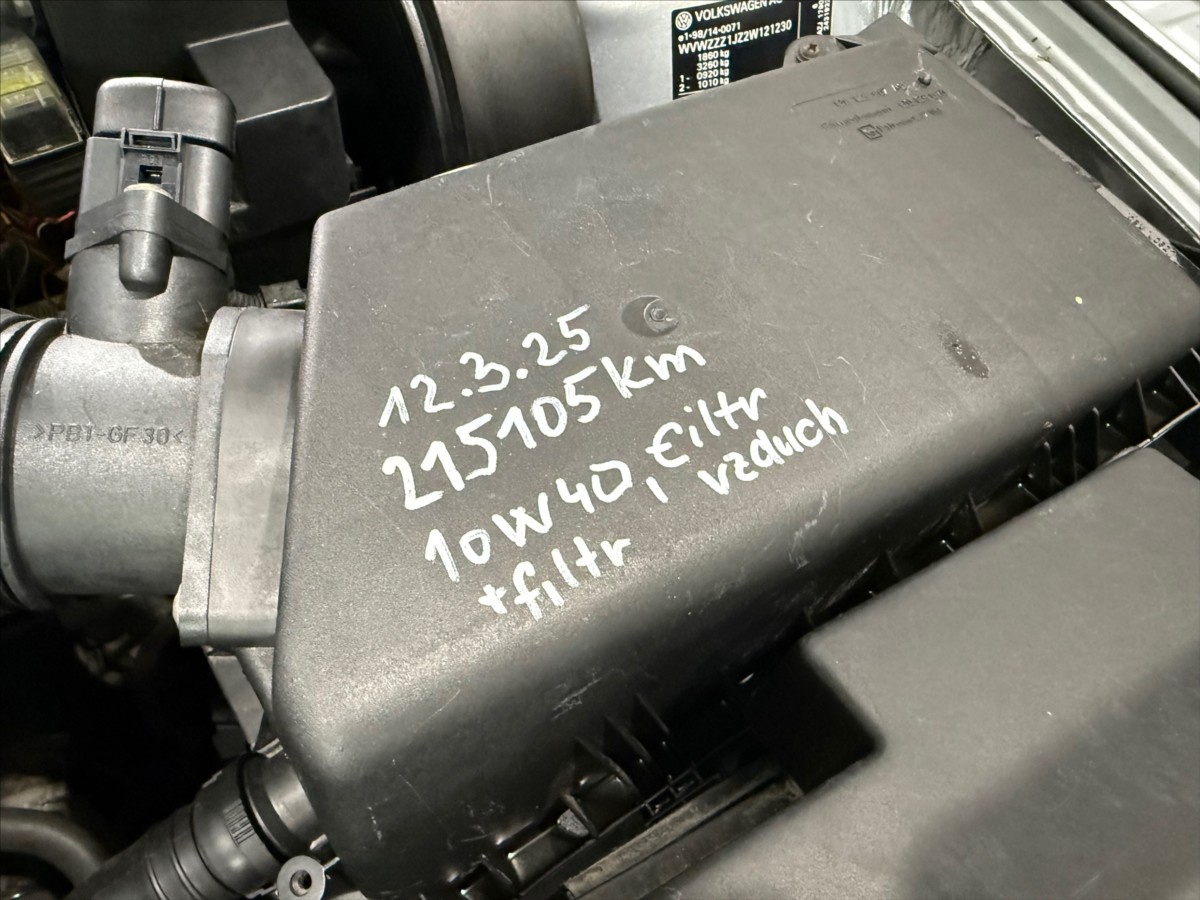 VOLKSWAGEN AG
e1*98/14*0071
WVWZZZ1JZ2W121230
1860 kg
3260 kg
1 - 0920 kg
2 - 1010 kg
>PBT-GF30<
12.3.25
215105 km
10W40, Filtr
+filtr vzduch